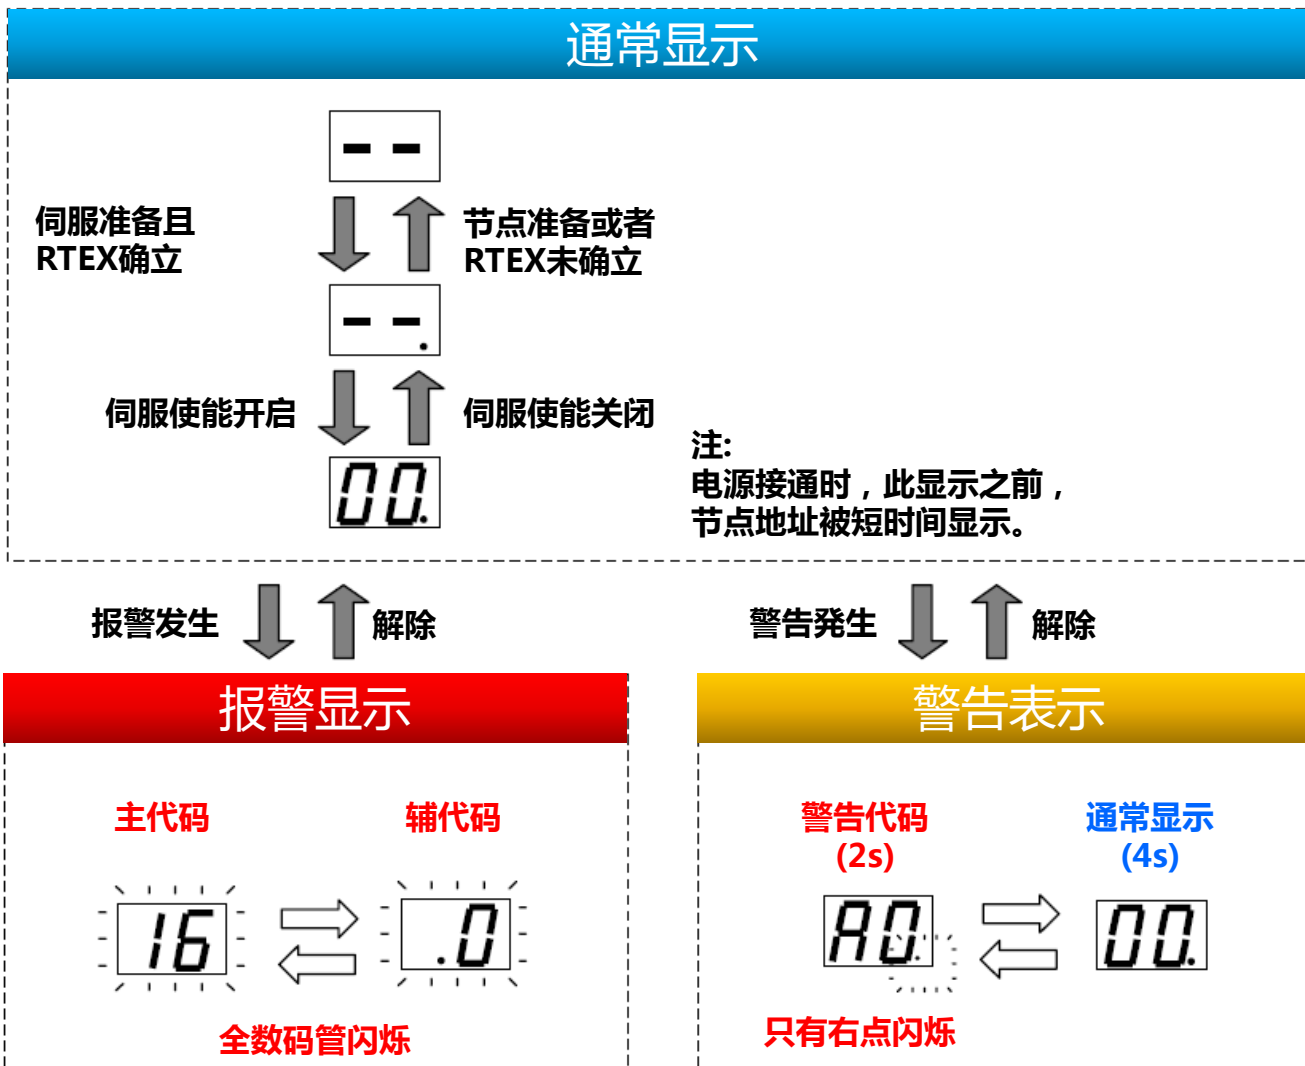 通常显示
--
伺服准备且
RTEX确立
节点准备或者
RTEX未确立
--.
伺服使能开启
伺服使能关闭
00.
注:
电源接通时，此显示之前，
节点地址被短时间显示。
报警发生
解除
警告発生
解除
报警显示
警告表示
主代码
辅代码
警告代码
(2s)
通常显示
(4s)
16
.0
A0.
00.
全数码管闪烁
只有右点闪烁